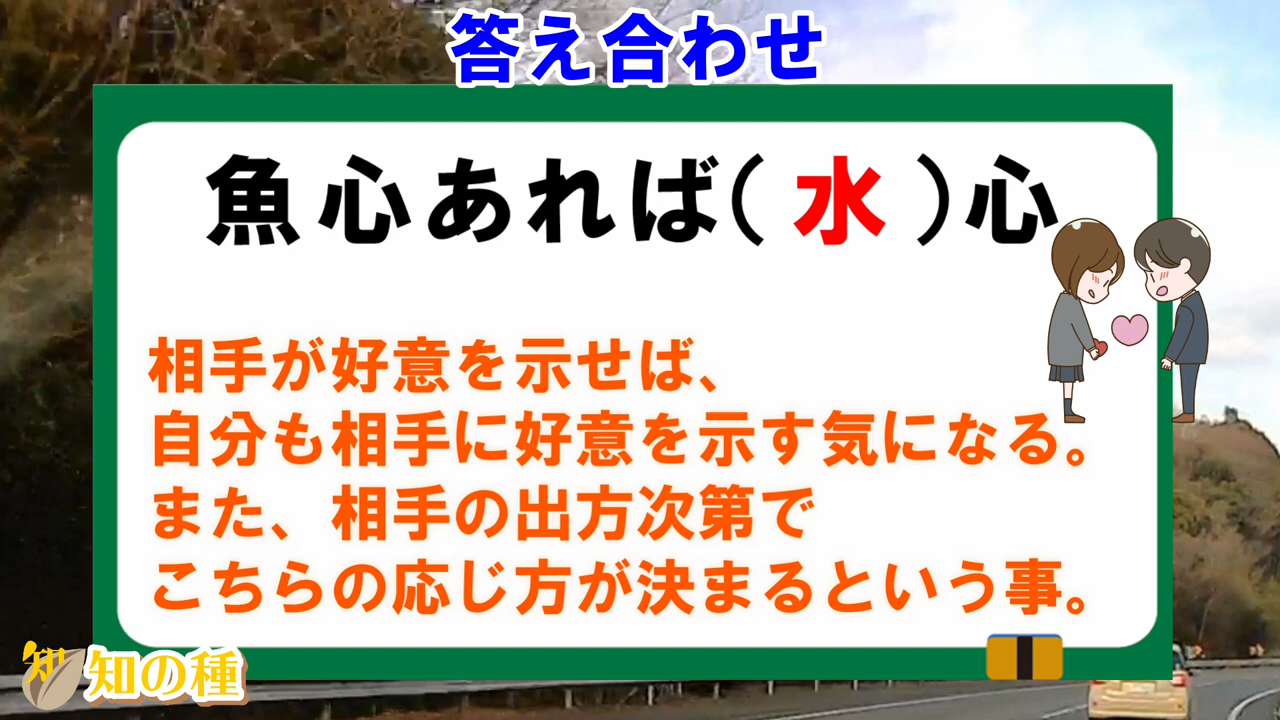 答え合わせ
魚心あれば(水)心
相手が好意を示せば、
自分も相手に好意を示す気になる。
また、相手の出方次第で
こちらの応じ方が決まるという事。
知 知の種